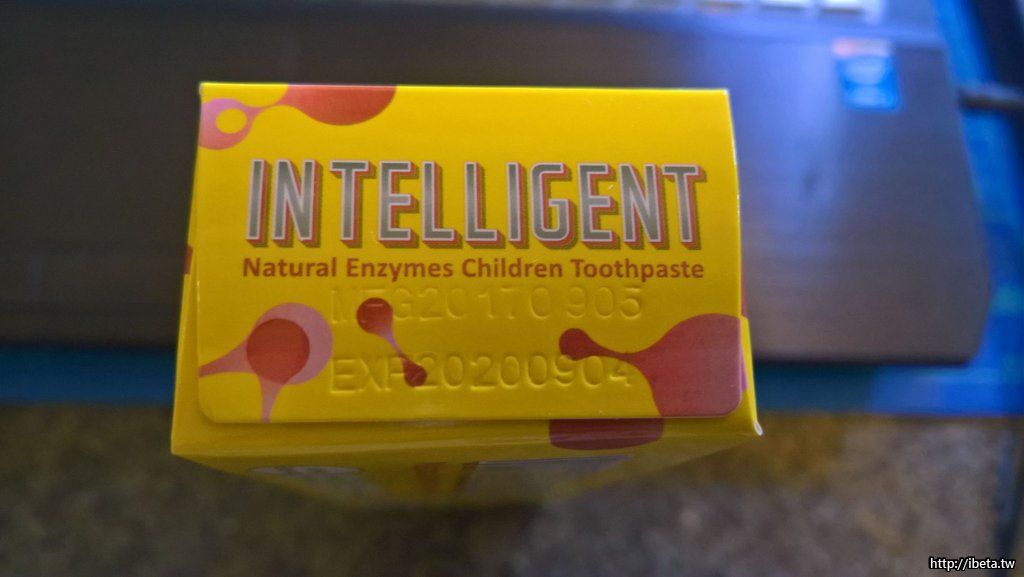 INTELLIGENT
Natural Enzymes Children Toothpaste
MFG20170905
EXP20200904
http://ibeta.tw